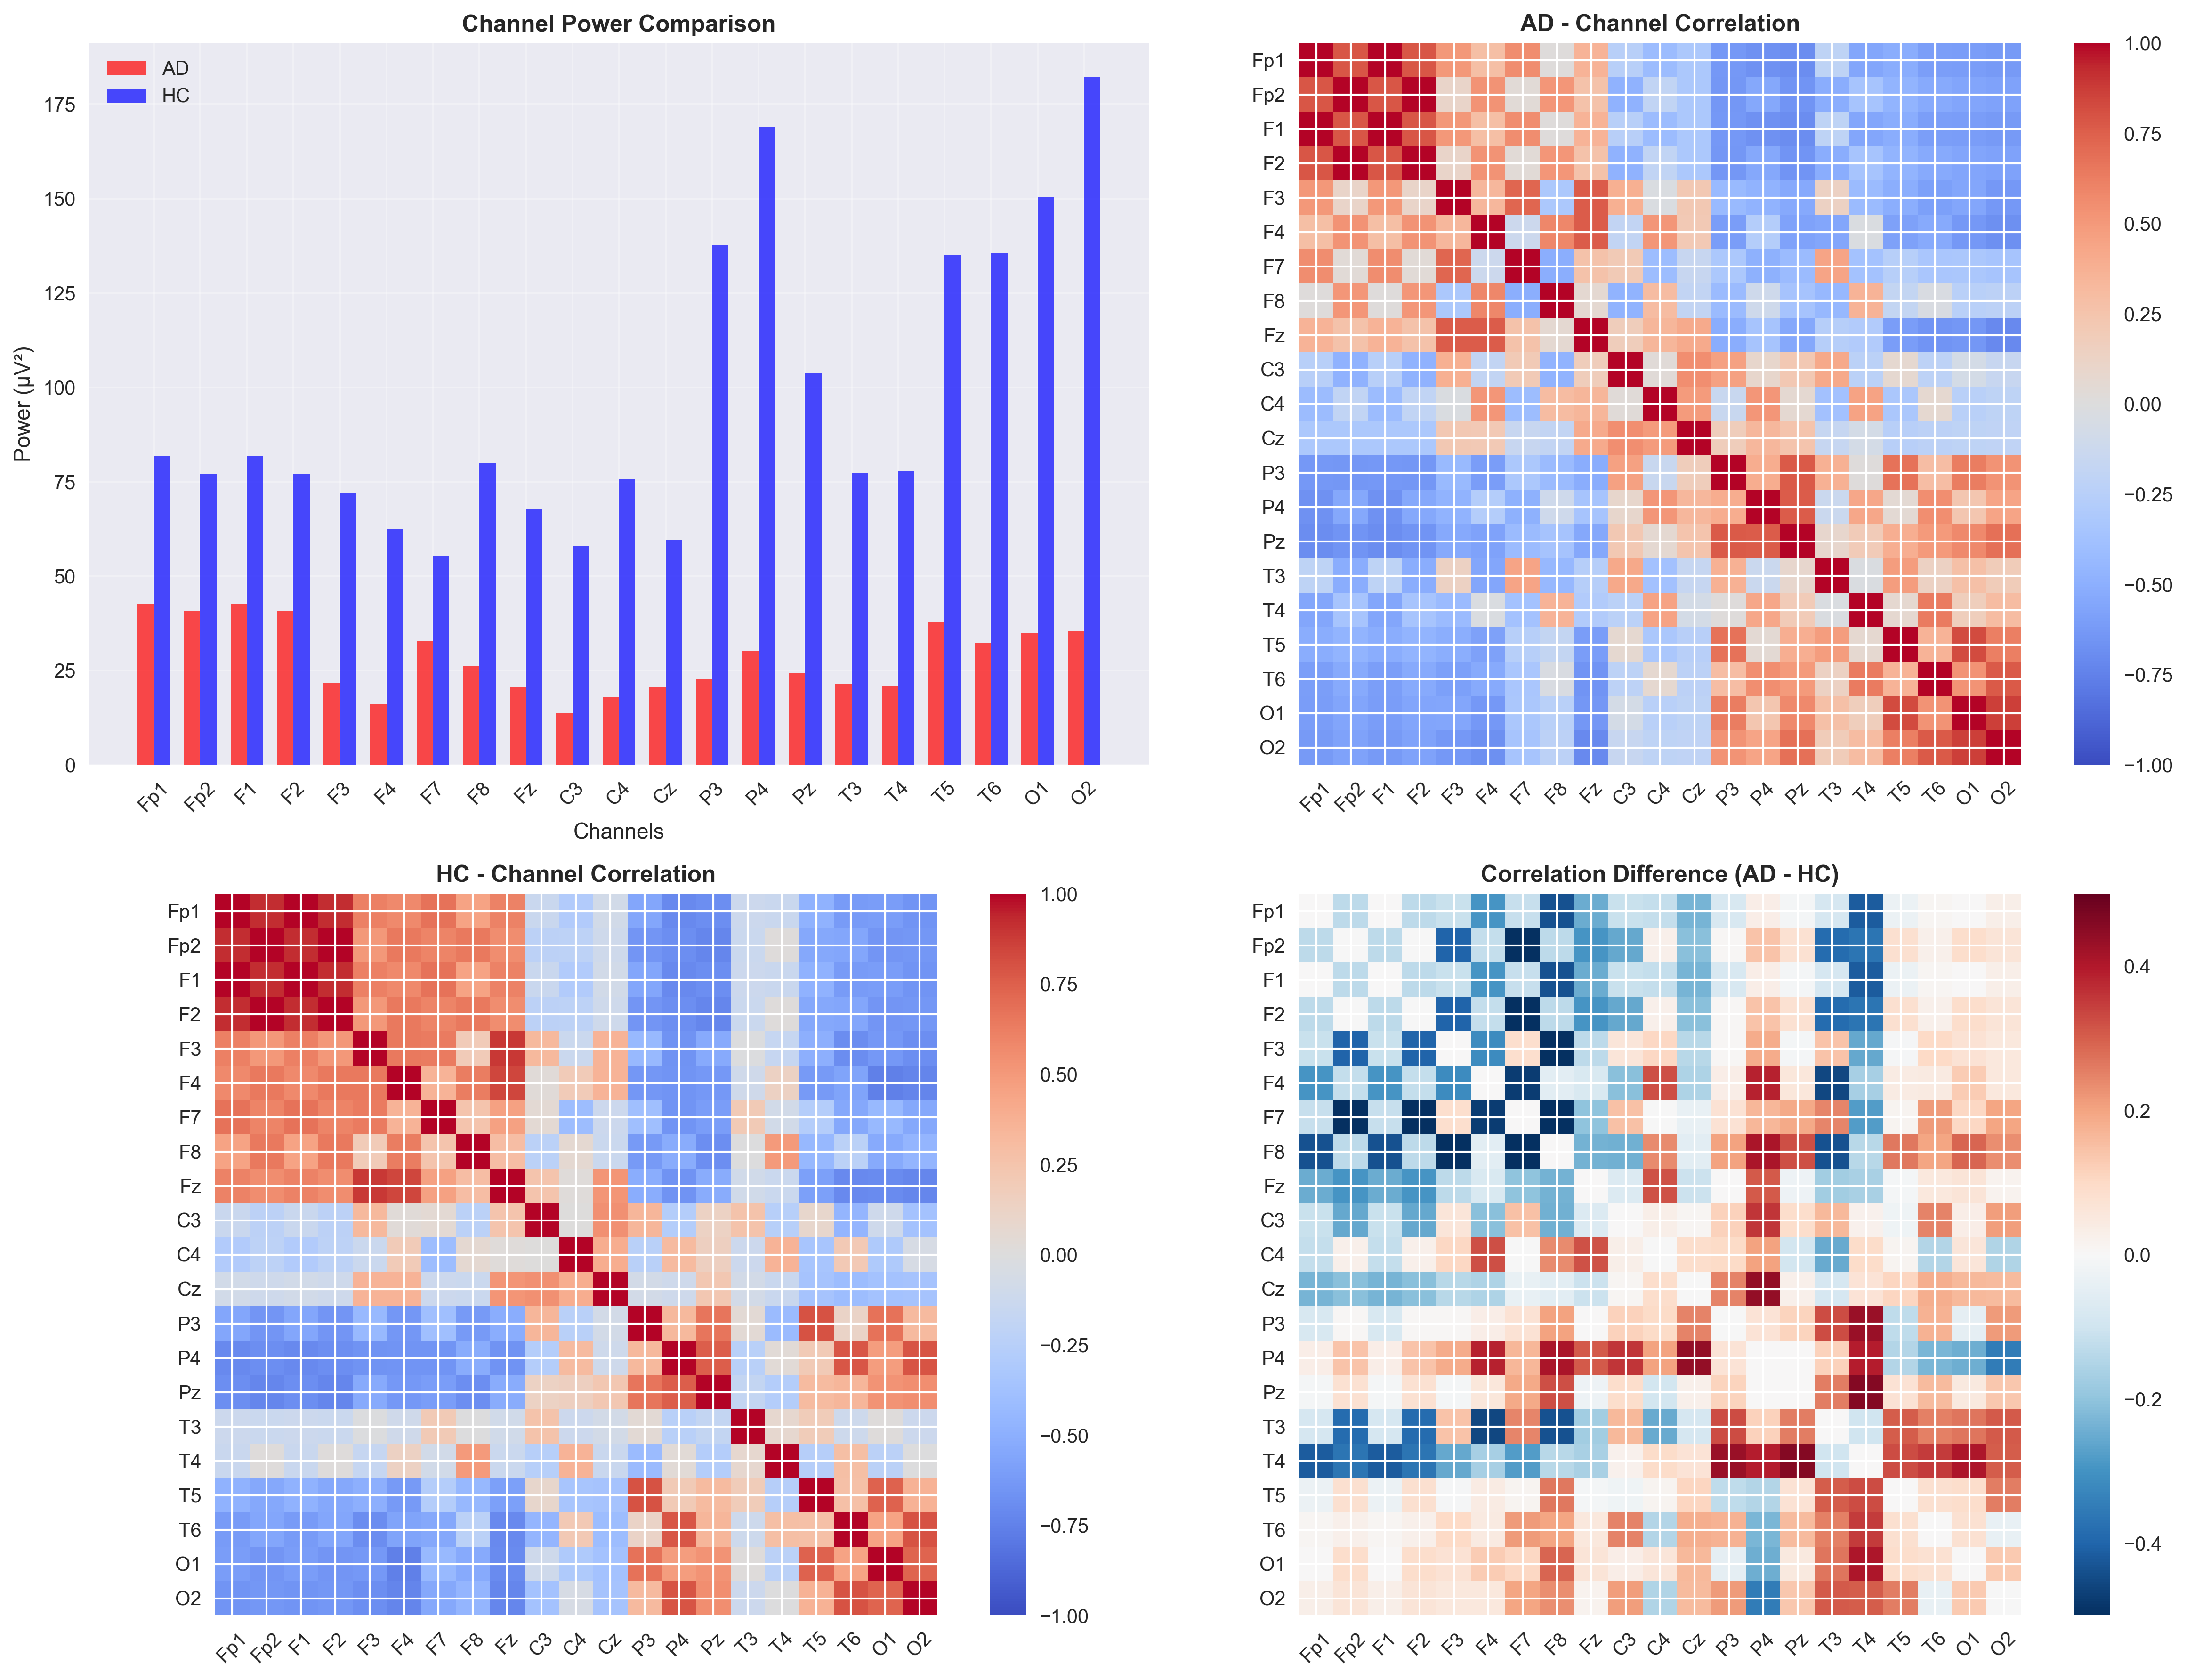 Channel Power Comparison
AD
HC
Power (μV²)
175
150
125
100
75
50
25
0
Fp1 Fp2 F1 F2 F3 F4 F7 F8 Fz C3 C4 Cz P3 P4 Pz T3 T4 T5 T6 O1 O2
Channels
AD - Channel Correlation
Fp1
Fp2
F1
F2
F3
F4
F7
F8
Fz
C3
C4
Cz
P3
P4
Pz
T3
T4
T5
T6
O1
O2
Fp1 Fp2 F1 F2 F3 F4 F7 F8 Fz C3 C4 Cz P3 P4 Pz T3 T4 T5 T6 O1 O2
1.00
0.75
0.50
0.25
0.00
−0.25
−0.50
−0.75
−1.00
HC - Channel Correlation
Fp1
Fp2
F1
F2
F3
F4
F7
F8
Fz
C3
C4
Cz
P3
P4
Pz
T3
T4
T5
T6
O1
O2
Fp1 Fp2 F1 F2 F3 F4 F7 F8 Fz C3 C4 Cz P3 P4 Pz T3 T4 T5 T6 O1 O2
1.00
0.75
0.50
0.25
0.00
−0.25
−0.50
−0.75
−1.00
Correlation Difference (AD - HC)
Fp1
Fp2
F1
F2
F3
F4
F7
F8
Fz
C3
C4
Cz
P3
P4
Pz
T3
T4
T5
T6
O1
O2
Fp1 Fp2 F1 F2 F3 F4 F7 F8 Fz C3 C4 Cz P3 P4 Pz T3 T4 T5 T6 O1 O2
0.4
0.2
0.0
−0.2
−0.4